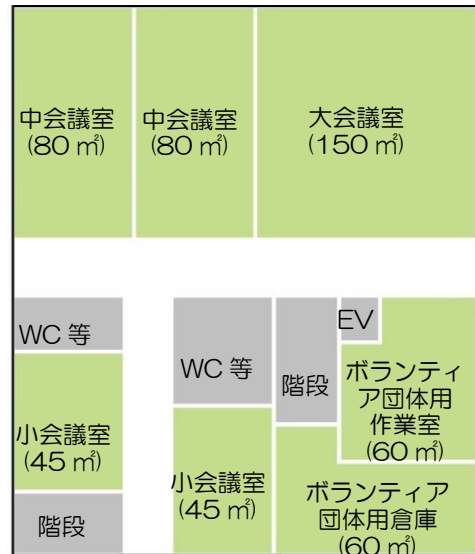 中会議室
(80 ㎡)
中会議室
(80 ㎡)
大会議室
(150 ㎡)
WC 等
小会議室
(45 ㎡)
階段
WC 等
小会議室
(45 ㎡)
階段
EV
ボランティ
ア団体用
作業室
(60 ㎡)
ボランティア
団体用倉庫
(60 ㎡)